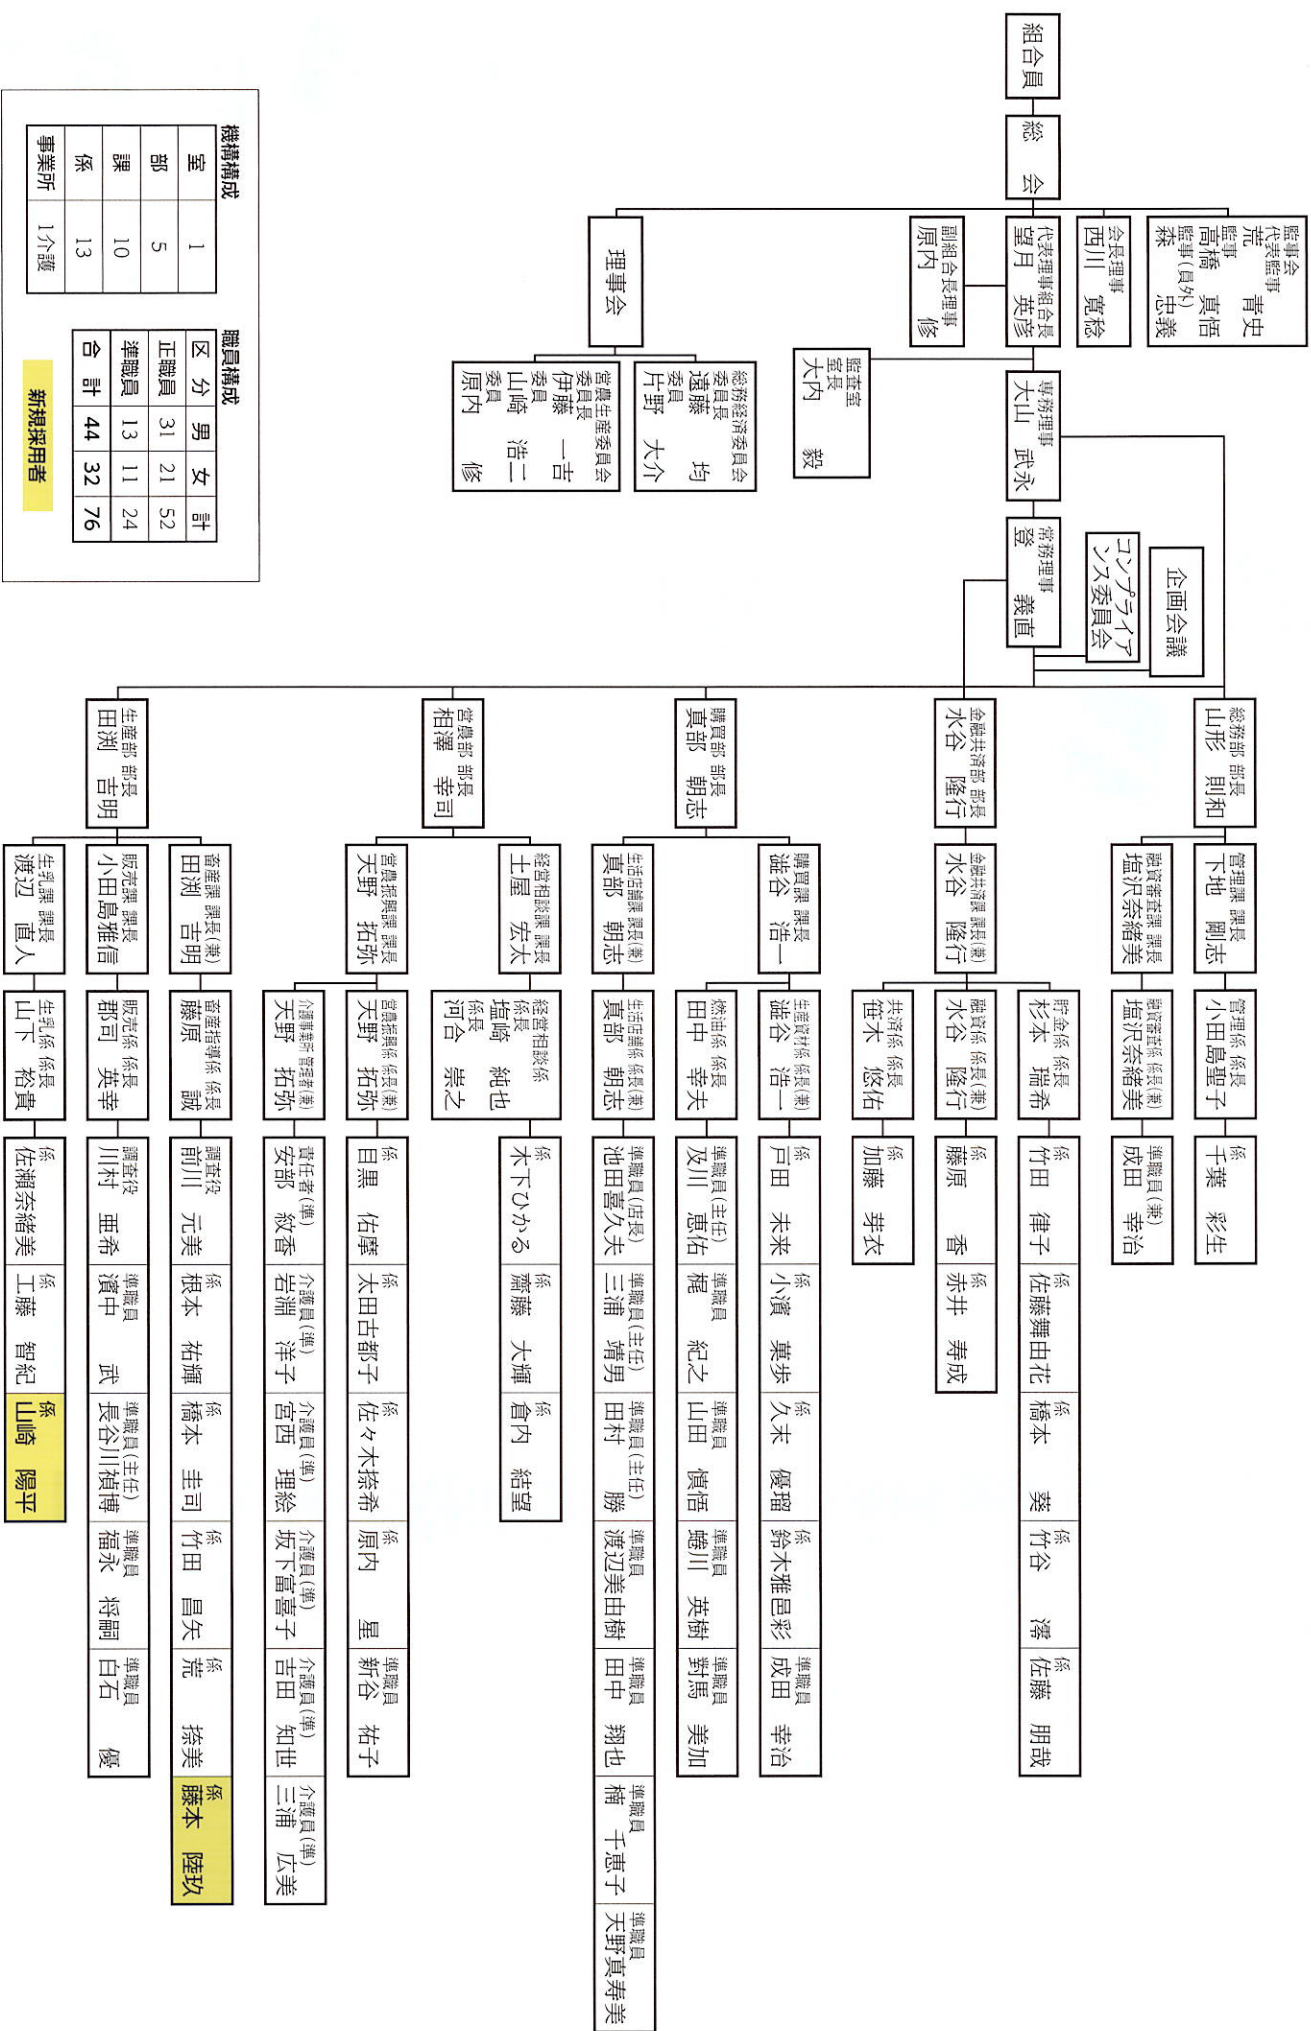 組合員
総　会
監事会
代表監事
荒　青史
監事
高橋　真悟
監事(員外)
森　忠義
会長理事
西川　寛稔
代表理事組合長
望月　英彦
副組合長理事
原内　修
理事会
専務理事
大山　武永
監査室
室長
大内　毅
総務経済委員会
委員長
遠藤　均
委員
片野　大介
営農生産委員会
委員長
伊藤　一吉
委員
山崎　浩二
委員
原内　修
常務理事
登　義直
企画会議
コンプライア
ンス委員会
総務部 部長
山形　則和
管理課 課長
下地　剛志
管理係 係長
小田島聖子
係
千葉　彩生
融資審査課 課長
塩沢奈緒美
融資審査係 係長(兼)
塩沢奈緒美
準職員(兼)
成田　幸治
金融共済部 部長
水谷　隆行
金融共済課 課長(兼)
水谷　隆行
貯金係 係長
杉本　瑞希
係
竹田　律子
係
佐藤舞由花
係
橋本　葵
係
竹谷　澪
係
佐藤　朋哉
融資係 係長(兼)
水谷　隆行
係
藤原　香
係
赤井　寿成
共済係 係長
笹木　悠佑
係
加藤　芽衣
購買部 部長
真部　朝志
購買課 課長
澁谷　浩一
生産資材係 係長(兼)
澁谷　浩一
係
戸田　未来
係
小濱　菓歩
係
久末　優瑠
係
鈴木雅邑彩
準職員
成田　幸治
燃油係 係長
田中　幸夫
準職員(主任)
及川　恵佑
準職員
梶　紀之
準職員
山田　慎悟
準職員
蜷川　英樹
準職員
對馬　美加
生活店舗課 課長(兼)
真部　朝志
生活店舗係 係長(兼)
真部　朝志
準職員(店長)
池田喜久夫
準職員(主任)
三浦　靖男
準職員(主任)
田村　勝
準職員
渡辺美由樹
準職員
田中　翔也
準職員
楠　千恵子
準職員
天野真寿美
営農部 部長
相澤　幸司
経営相談課 課長
土屋　宏太
経営相談係
係長
塩崎　純也
係長
河合　崇之
係
木下ひかる
係
齋藤　大輝
係
倉内　結望
営農振興課 課長
天野　拓弥
営農振興係 係長(兼)
天野　拓弥
係
目黒　佑摩
係
太田古都子
係
佐々木捺希
係
原内　星
準職員
新谷　祐子
介護事業所 管理者(兼)
天野　拓弥
責任者(準)
安部　紋香
介護員(準)
岩淵　洋子
介護員(準)
宮西　理絵
介護員(準)
坂下富喜子
介護員(準)
吉田　知世
介護員(準)
三浦　広美
生産部 部長
田渕　吉明
畜産課 課長(兼)
田渕　吉明
畜産指導係 係長
藤原　誠
調査役
前川　元美
係
根本　祐輝
係
橋本　圭司
係
竹田　昌矢
係
荒　捺美
係
藤本　陸玖
販売課 課長
小田島雅信
販売係 係長
郡司　英幸
調査役
川村　亜希
準職員
濱中　武
準職員(主任)
長谷川禎博
準職員
福永　将嗣
準職員
白石　優
生乳課 課長
渡辺　直人
生乳係 係長
山下　裕貴
係
佐瀬奈緒美
係
工藤　智紀
係
山崎　陽平
機構構成
室　1
部　5
課　10
係　13
事業所　1介護
職員構成
区　分　男　女　計
正職員　31　21　52
準職員　13　11　24
合　計　44　32　76
新規採用者